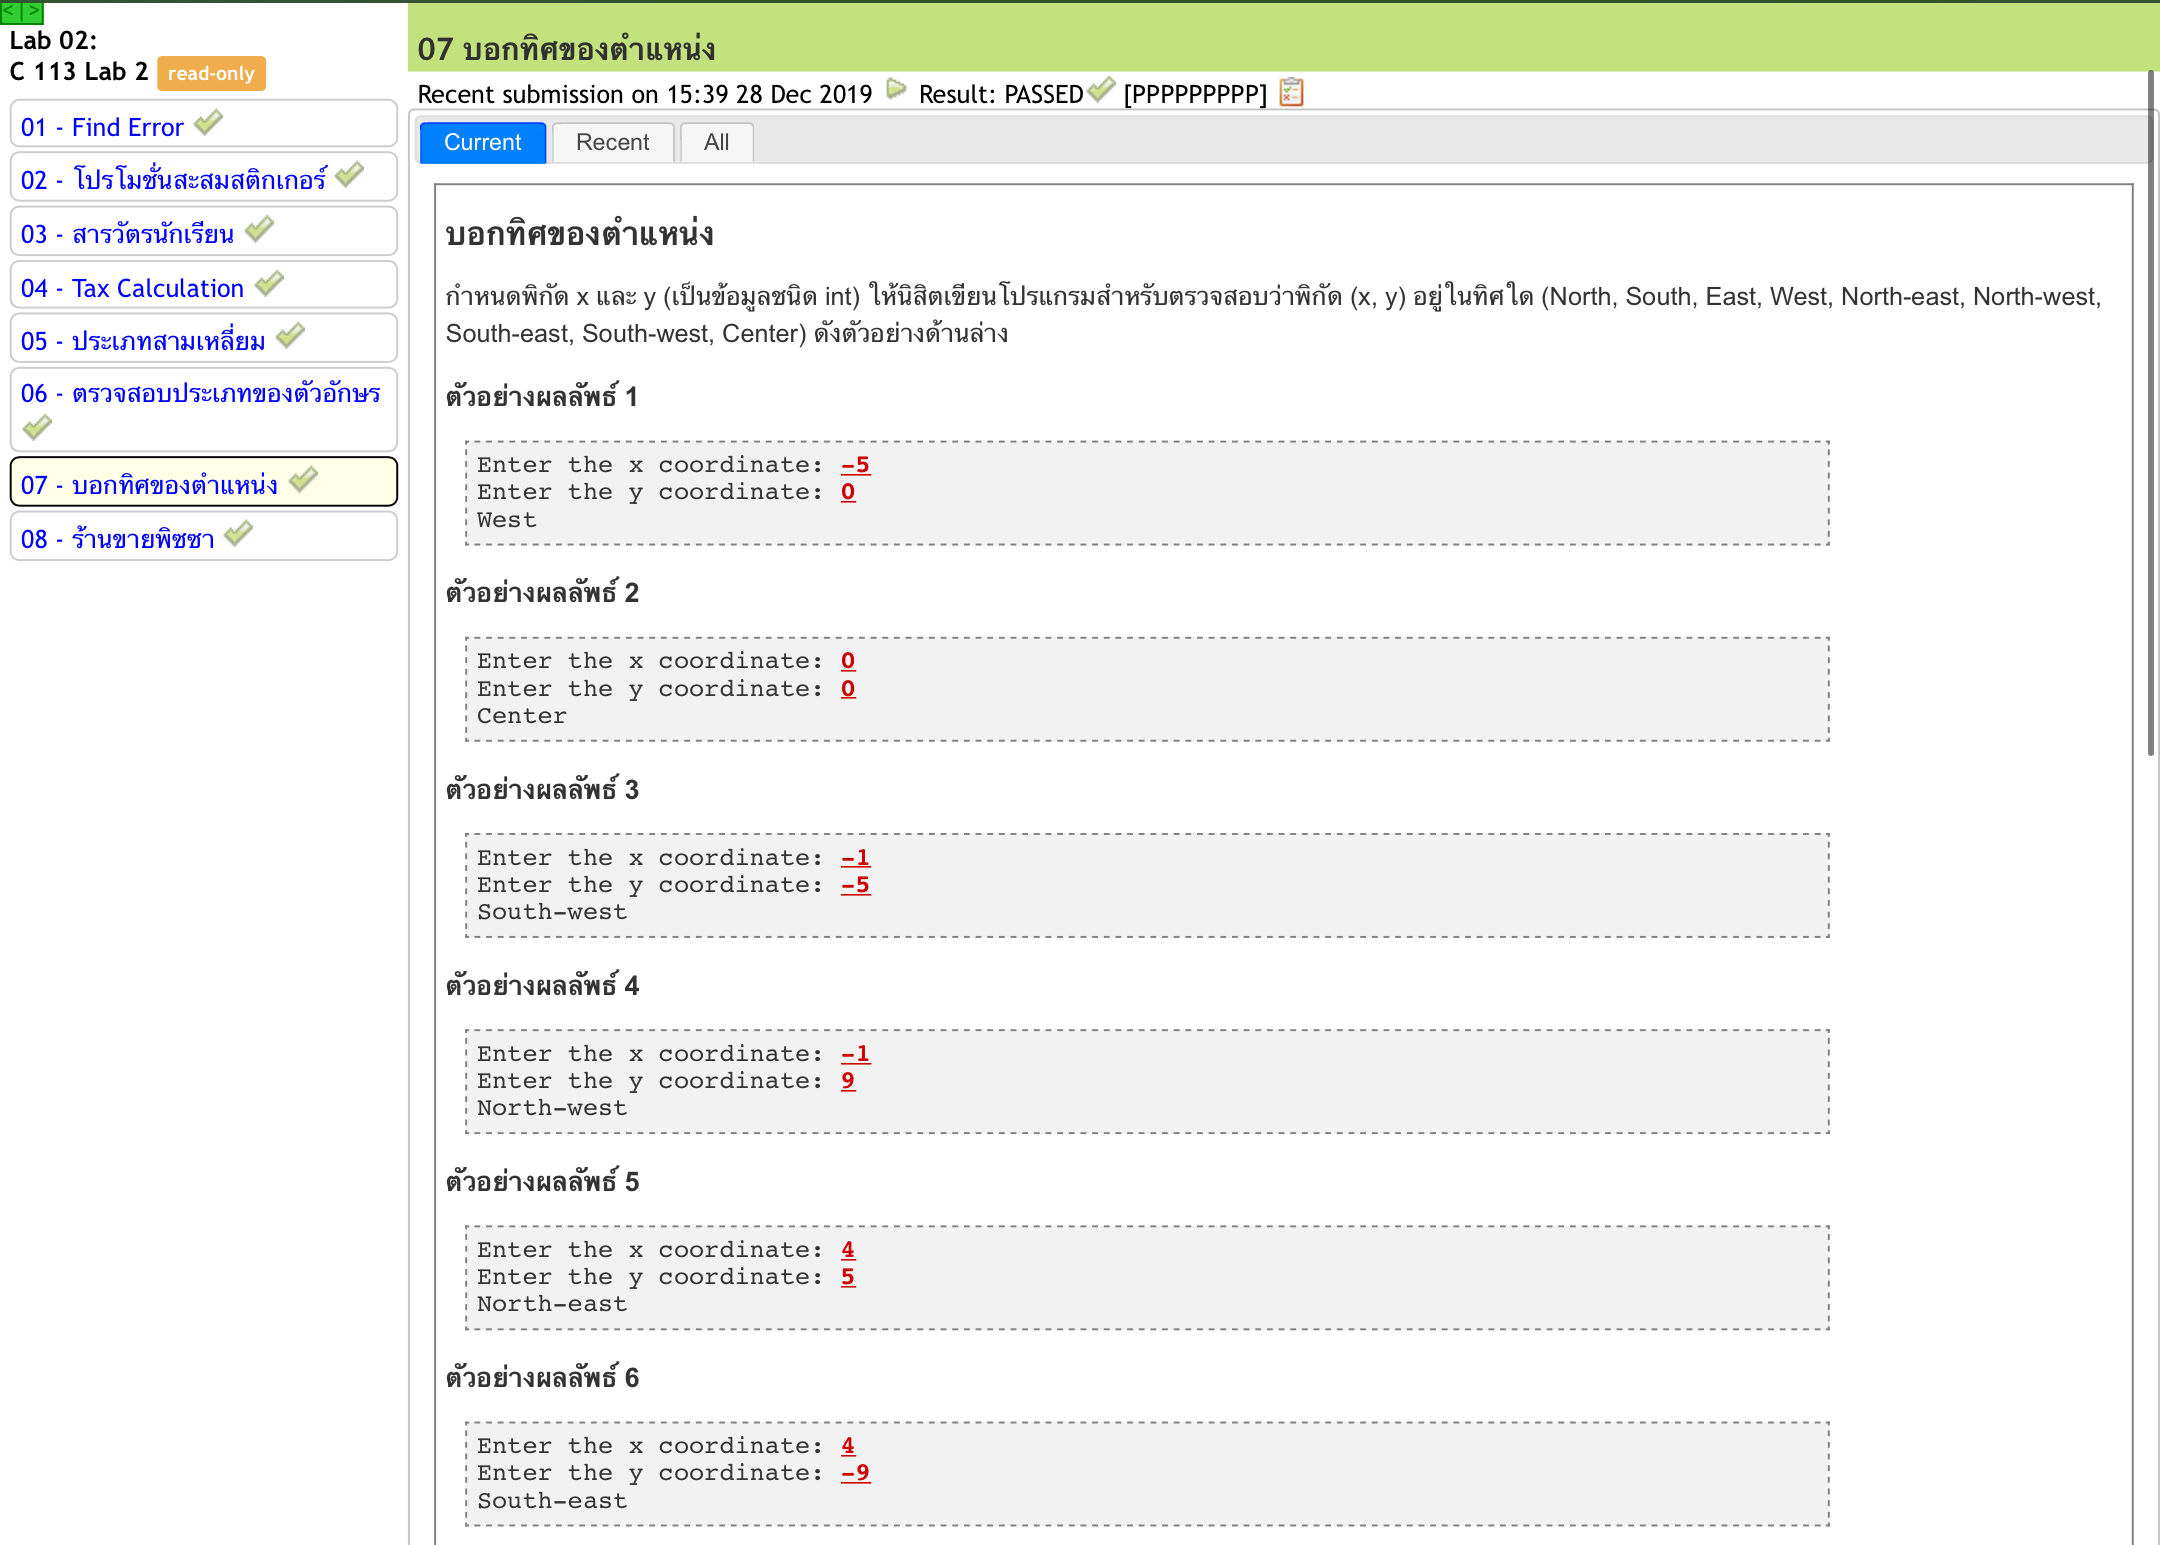 < | >
Lab 02:
C 113 Lab 2 read-only
01 - Find Error
02 - โปรโมชั่นสะสมสติกเกอร์
03 - สารวัตรนักเรียน
04 - Tax Calculation
05 - ประเภทสามเหลี่ยม
06 - ตรวจสอบประเภทของตัวอักษร
07 - บอกทิศของตำแหน่ง
08 - ร้านขายพิซซา
07 บอกทิศของตำแหน่ง
Recent submission on 15:39 28 Dec 2019 Result: PASSED [PPPPPPPPP]
Current Recent All
บอกทิศของตำแหน่ง
กำหนดพิกัด x และ y (เป็นข้อมูลชนิด int) ให้นิสิตเขียนโปรแกรมสำหรับตรวจสอบว่าพิกัด (x, y) อยู่ในทิศใด (North, South, East, West, North-east, North-west,
South-east, South-west, Center) ดังตัวอย่างด้านล่าง
ตัวอย่างผลลัพธ์ 1
Enter the x coordinate: -5
Enter the y coordinate: 0
West
ตัวอย่างผลลัพธ์ 2
Enter the x coordinate: 0
Enter the y coordinate: 0
Center
ตัวอย่างผลลัพธ์ 3
Enter the x coordinate: -1
Enter the y coordinate: -5
South-west
ตัวอย่างผลลัพธ์ 4
Enter the x coordinate: -1
Enter the y coordinate: 9
North-west
ตัวอย่างผลลัพธ์ 5
Enter the x coordinate: 4
Enter the y coordinate: 5
North-east
ตัวอย่างผลลัพธ์ 6
Enter the x coordinate: 4
Enter the y coordinate: -9
South-east